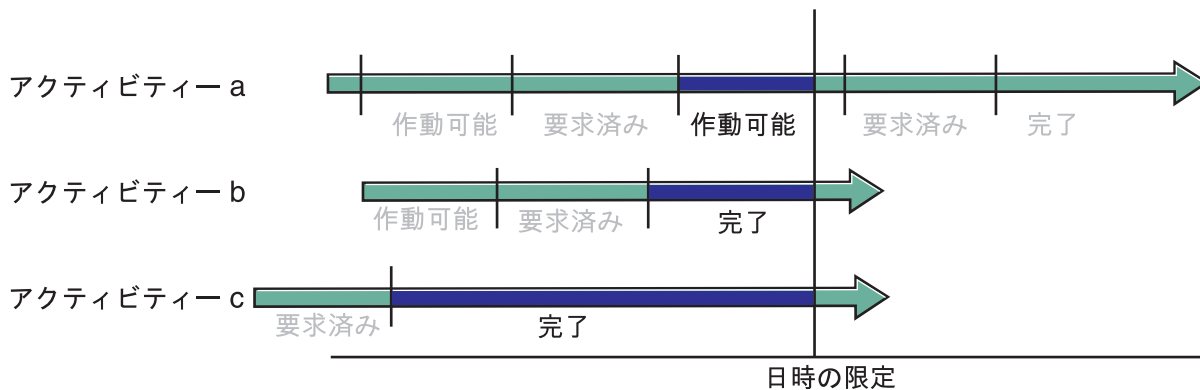 アクティビティー a
作動可能 要求済み 作動可能 要求済み 完了
アクティビティー b
作動可能 要求済み 完了
アクティビティー c
要求済み 完了
日時の限定